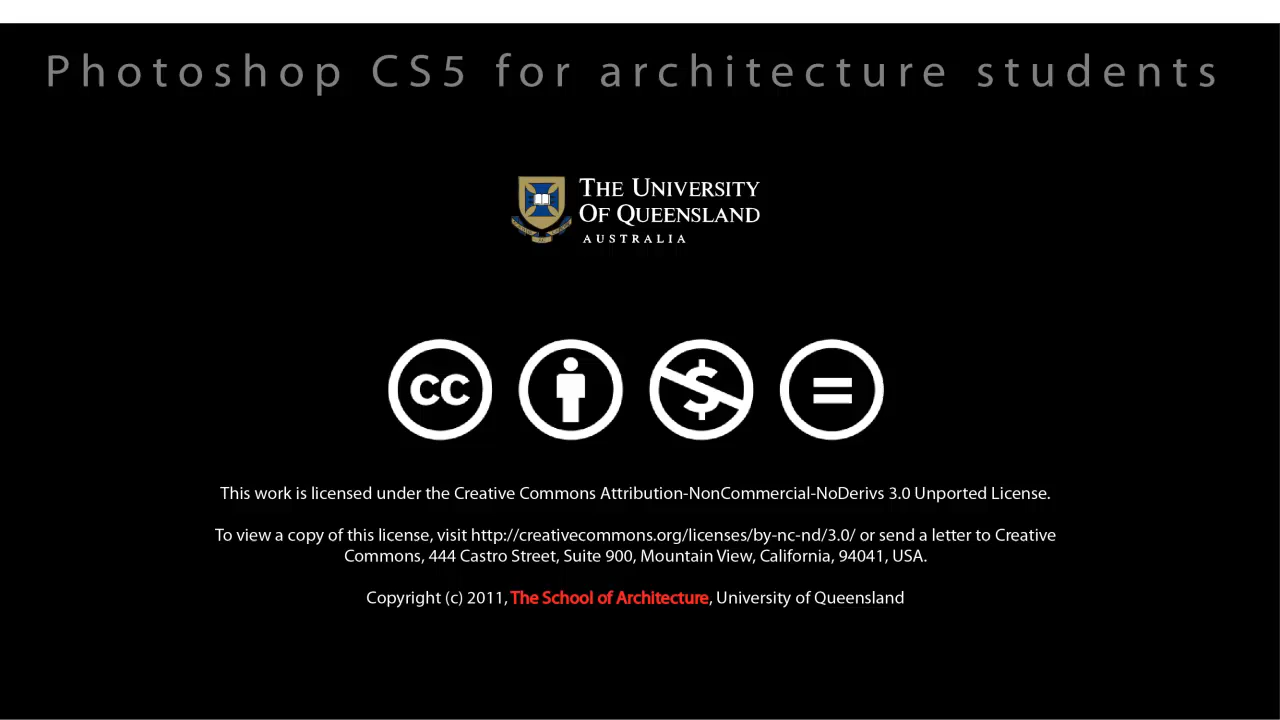 Photoshop CS5 for architecture students
THE UNIVERSITY
OF QUEENSLAND
AUSTRALIA
cc $ =
This work is licensed under the Creative Commons Attribution-NonCommercial-NoDerivs 3.0 Unported License.
To view a copy of this license, visit http://creativecommons.org/licenses/by-nc-nd/3.0/ or send a letter to Creative
Commons, 444 Castro Street, Suite 900, Mountain View, California, 94041, USA.
Copyright (c) 2011, The School of Architecture, University of Queensland